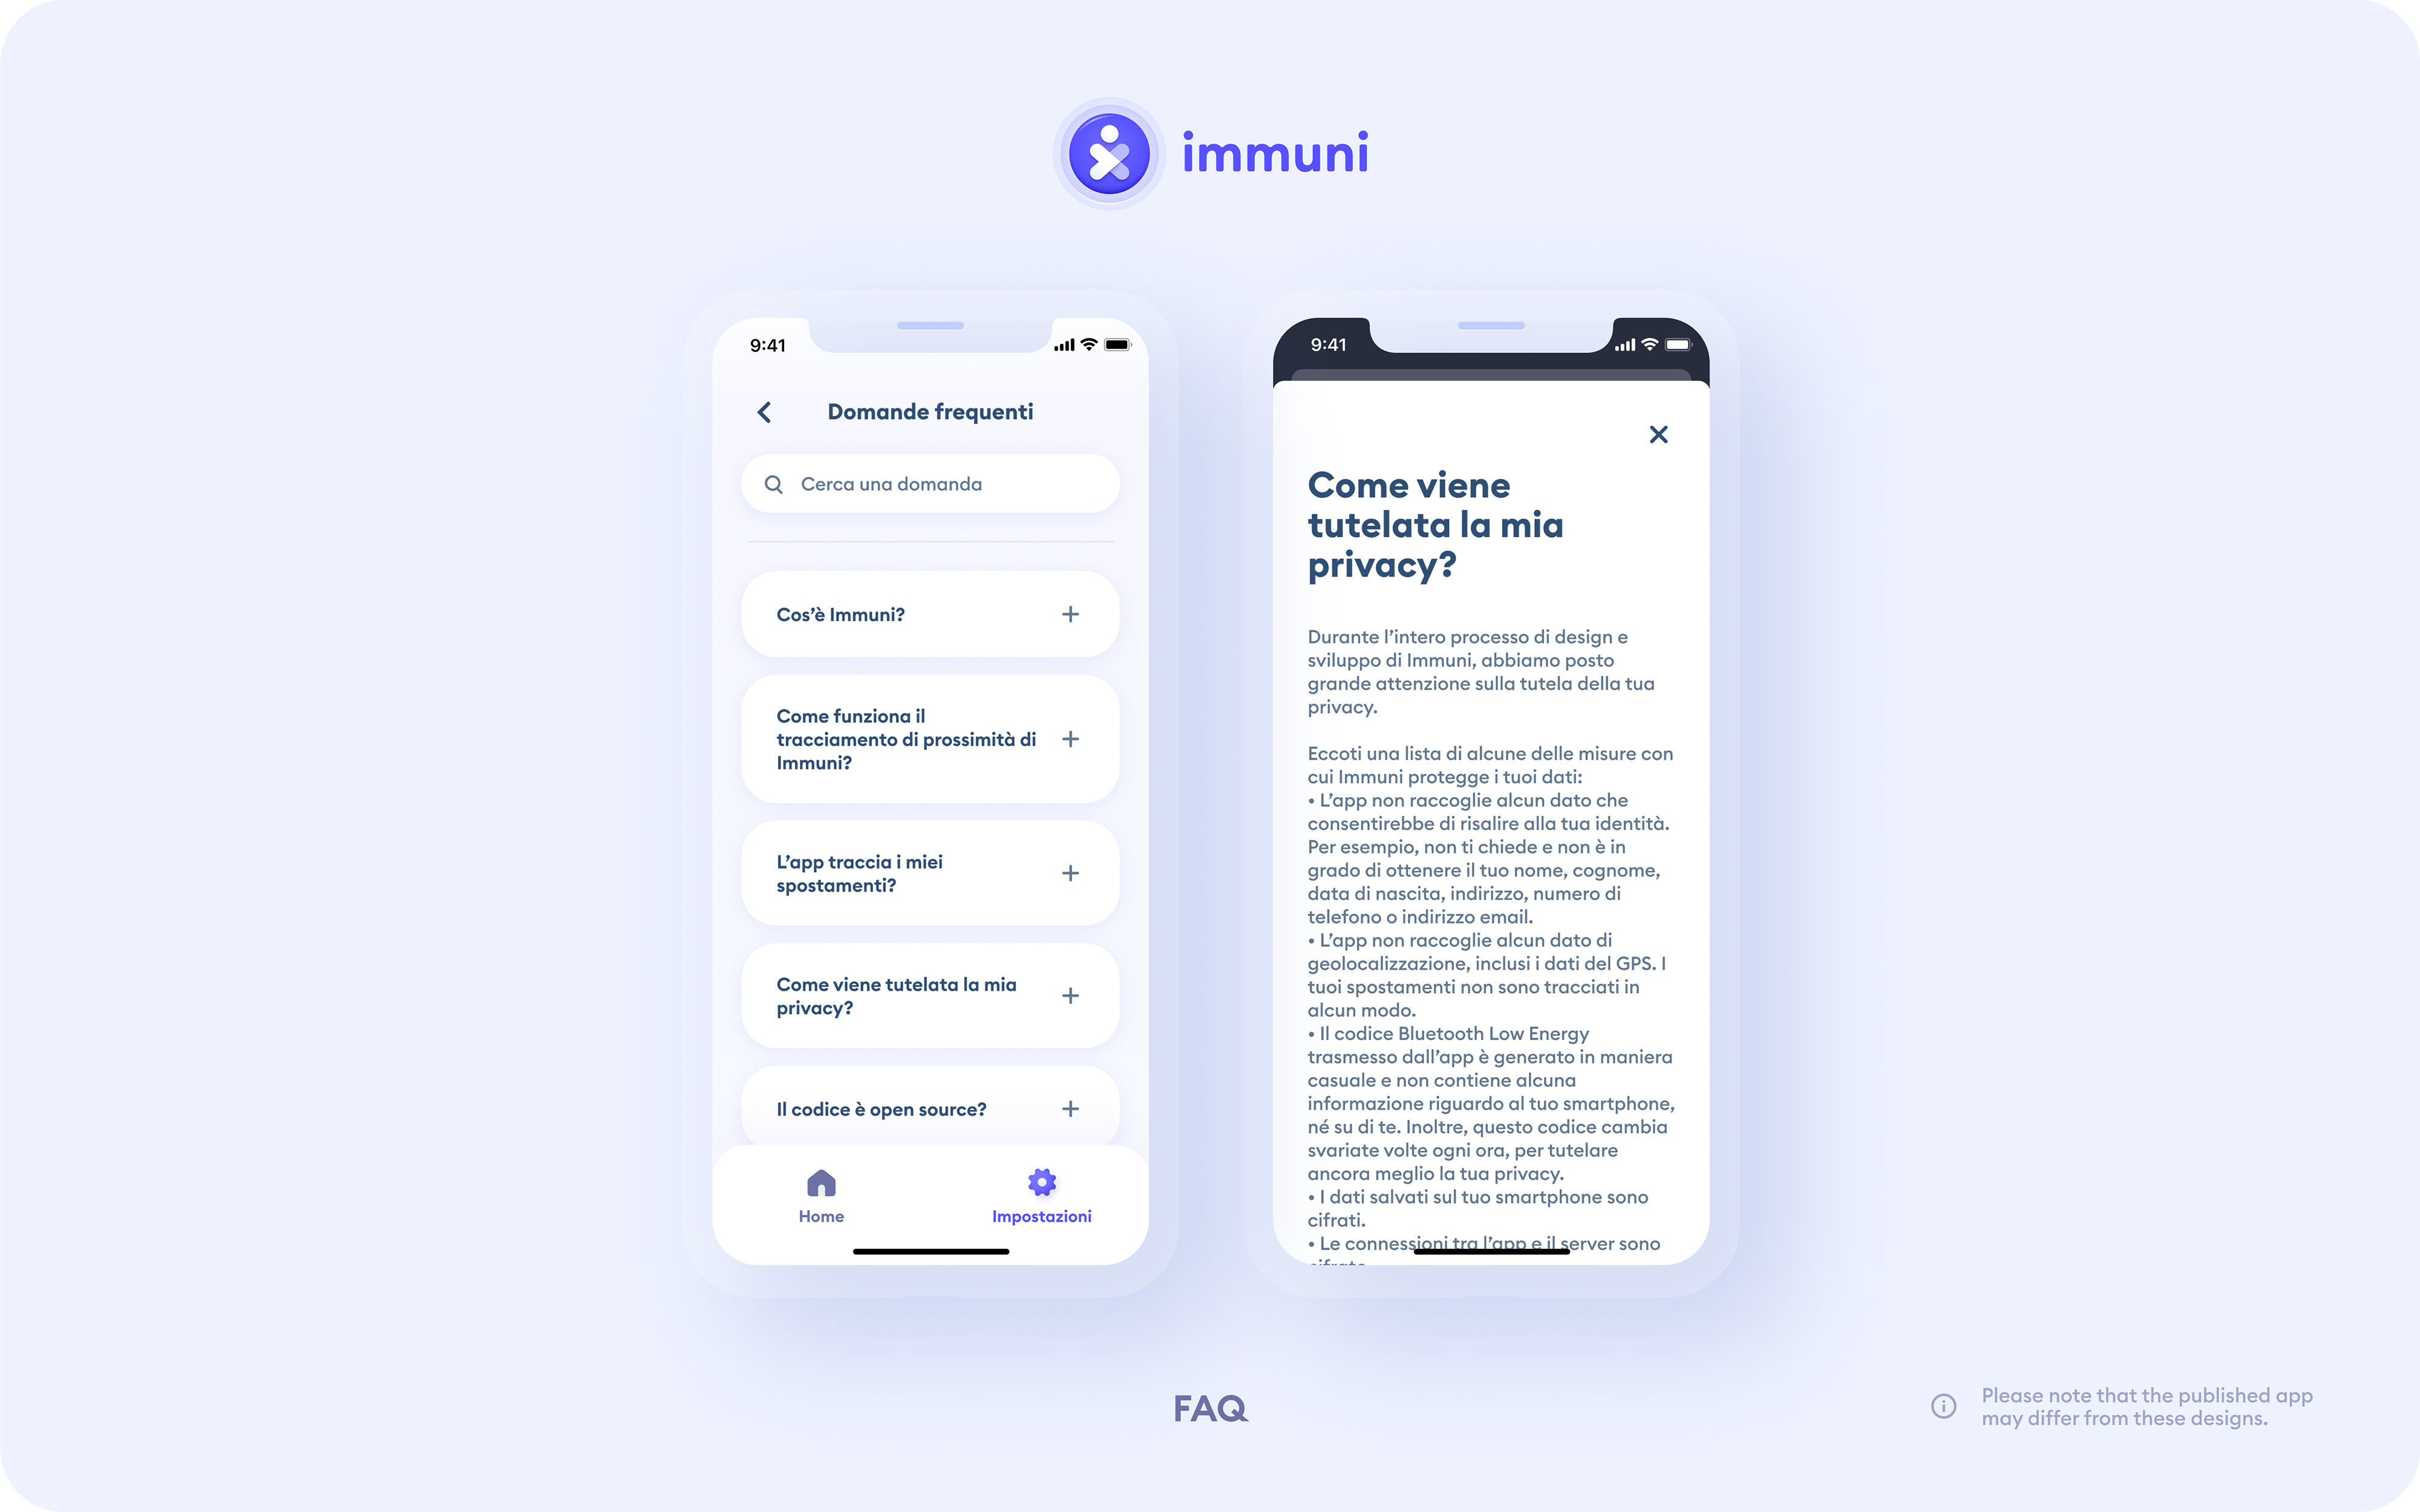 immuni
9:41
Domande frequenti
Cerca una domanda
Cos’è Immuni?
Come funziona il
tracciamento di prossimità di
Immuni?
L’app traccia i miei
spostamenti?
Come viene tutelata la mia
privacy?
Il codice è open source?
Home
Impostazioni
9:41
Come viene
tutelata la mia
privacy?
Durante l’intero processo di design e
sviluppo di Immuni, abbiamo posto
grande attenzione sulla tutela della tua
privacy.
Eccoti una lista di alcune delle misure con
cui Immuni protegge i tuoi dati:
• L’app non raccoglie alcun dato che
consentirebbe di risalire alla tua identità.
Per esempio, non ti chiede e non è in
grado di ottenere il tuo nome, cognome,
data di nascita, indirizzo, numero di
telefono o indirizzo email.
• L’app non raccoglie alcun dato di
geolocalizzazione, inclusi i dati del GPS. I
tuoi spostamenti non sono tracciati in
alcun modo.
• Il codice Bluetooth Low Energy
trasmesso dall’app è generato in maniera
casuale e non contiene alcuna
informazione riguardo al tuo smartphone,
né su di te. Inoltre, questo codice cambia
svariate volte ogni ora, per tutelare
ancora meglio la tua privacy.
• I dati salvati sul tuo smartphone sono
cifrati.
• Le connessioni tra l’app e il server sono
FAQ
Please note that the published app
may differ from these designs.